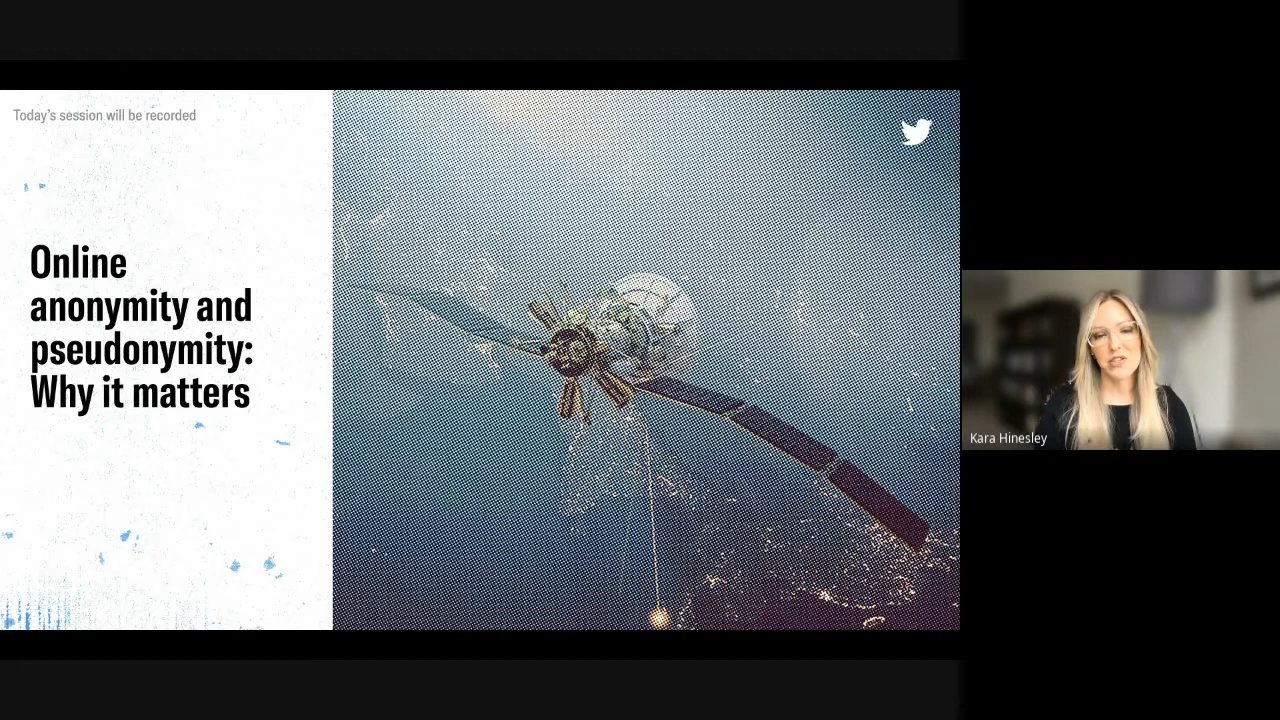 Today's session will be recorded
Online
anonymity and
pseudonymity:
Why it matters
Kara Hinesley